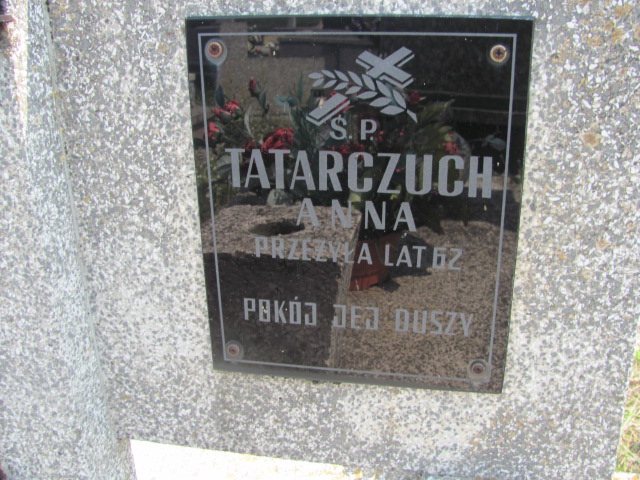 Ś.P.
TATARCZUCH
ANNA
PRZEŻYŁA LAT 62
POKÓJ JEJ DUSZY